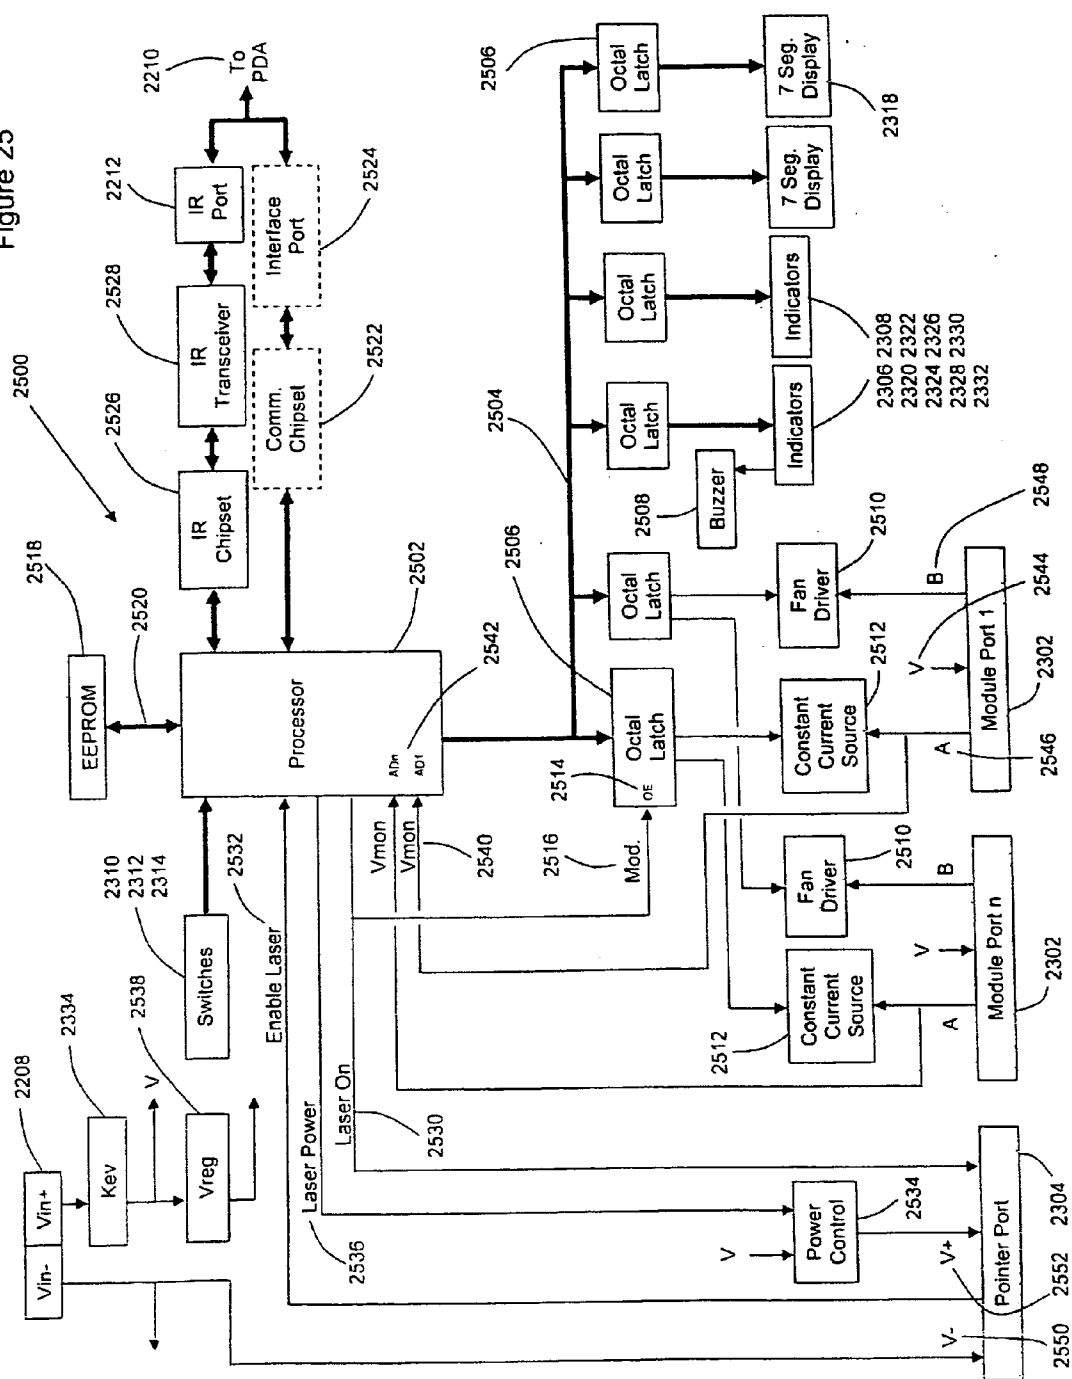 Figure 25
2500
2208
Vin-
Vin+
2334
Key
V
2538
Vreg
2310
2312
2314
Switches
2518
EEPROM
2520
2526
IR
Chipset
2528
IR
Transceiver
2212
IR
Port
2210
To
PDA
Comm.
Chipset
2522
Interface
Port
2524
2532
Enable Laser
Processor
2502
ADn
AD1
2542
Laser Power
2536
Laser On
2530
Vmon
Vmon
2540
2504
2516
Mod.
2514
OE
Octal
Latch
2506
Octal
Latch
Octal
Latch
Octal
Latch
Octal
Latch
Octal
Latch
2506
2508
Buzzer
Indicators
Indicators
2306 2308
2320 2322
2324 2326
2328 2330
2332
7 Seg.
Display
7 Seg.
Display
2318
V
Power
Control
2534
2512
Constant
Current
Source
Fan
Driver
2510
Constant
Current
Source
2512
Fan
Driver
2510
V-
2550
V+
2552
Pointer Port
2304
A
V
B
Module Port n
2302
A
2546
V
2544
B
2548
Module Port 1
2302